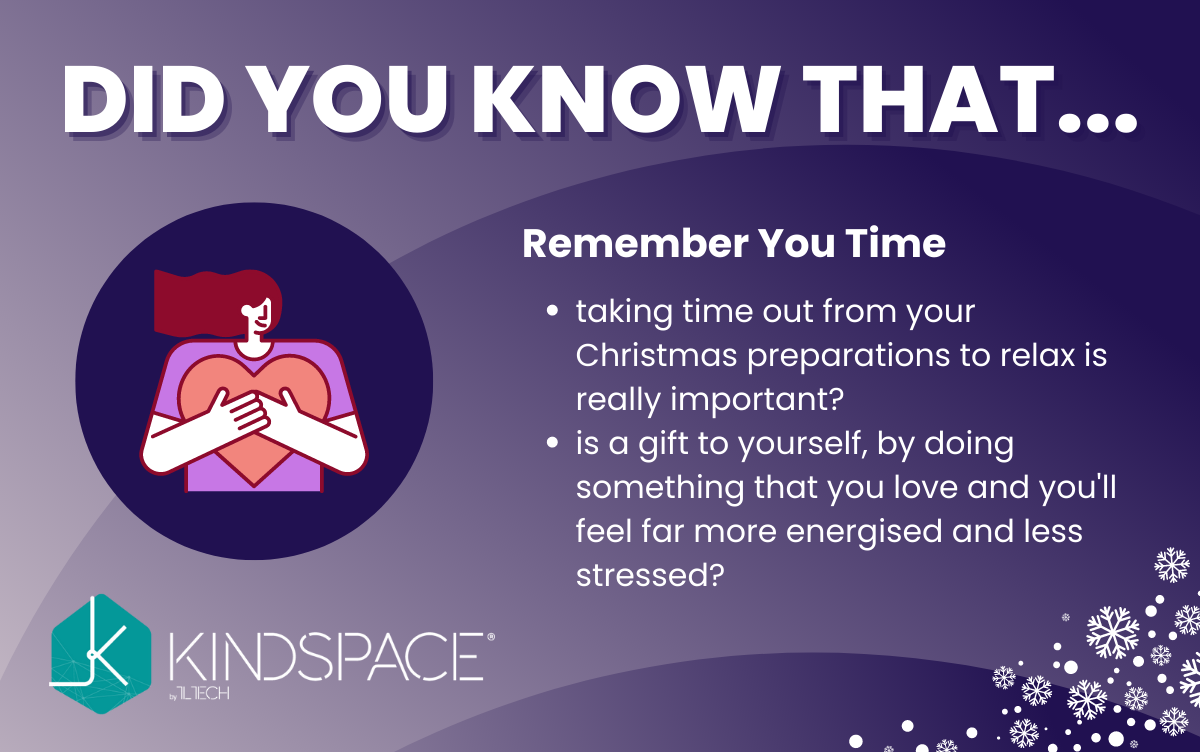 DID YOU KNOW THAT...
Remember You Time
• taking time out from your
Christmas preparations to relax is
really important?
• is a gift to yourself, by doing
something that you love and you'll
feel far more energised and less
stressed?
KINDSPACE®
by TLTECH